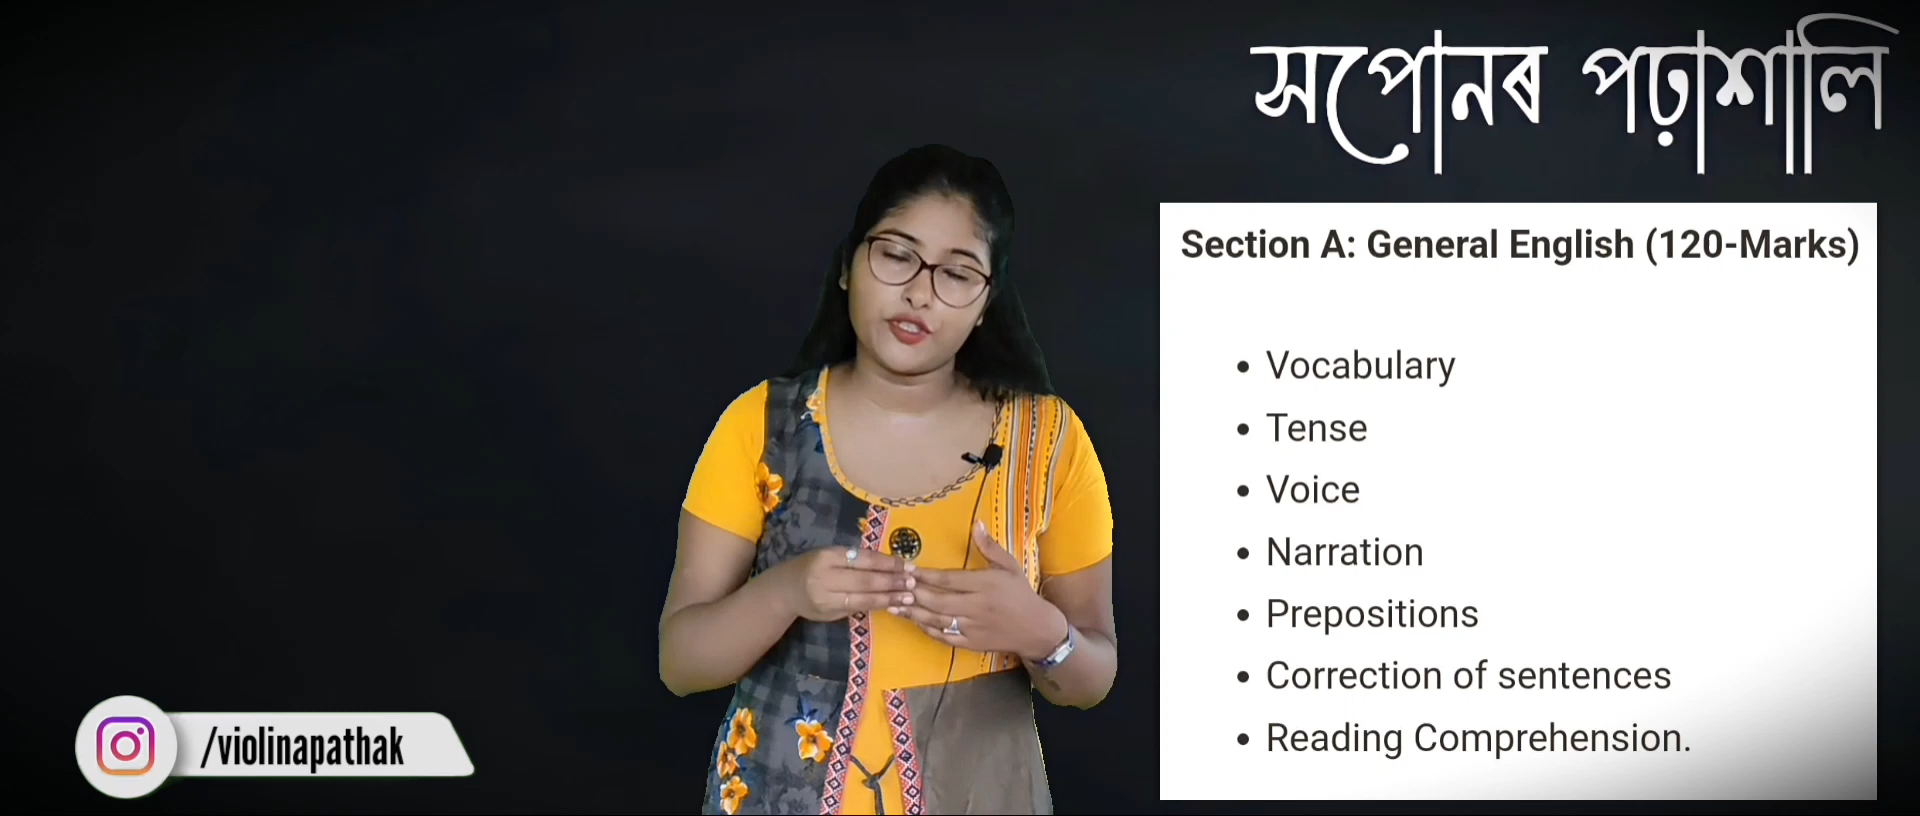 সপোনৰ পঢ়াশালি
Section A: General English (120-Marks)
• Vocabulary
• Tense
• Voice
• Narration
• Prepositions
• Correction of sentences
• Reading Comprehension.
/violinapathak